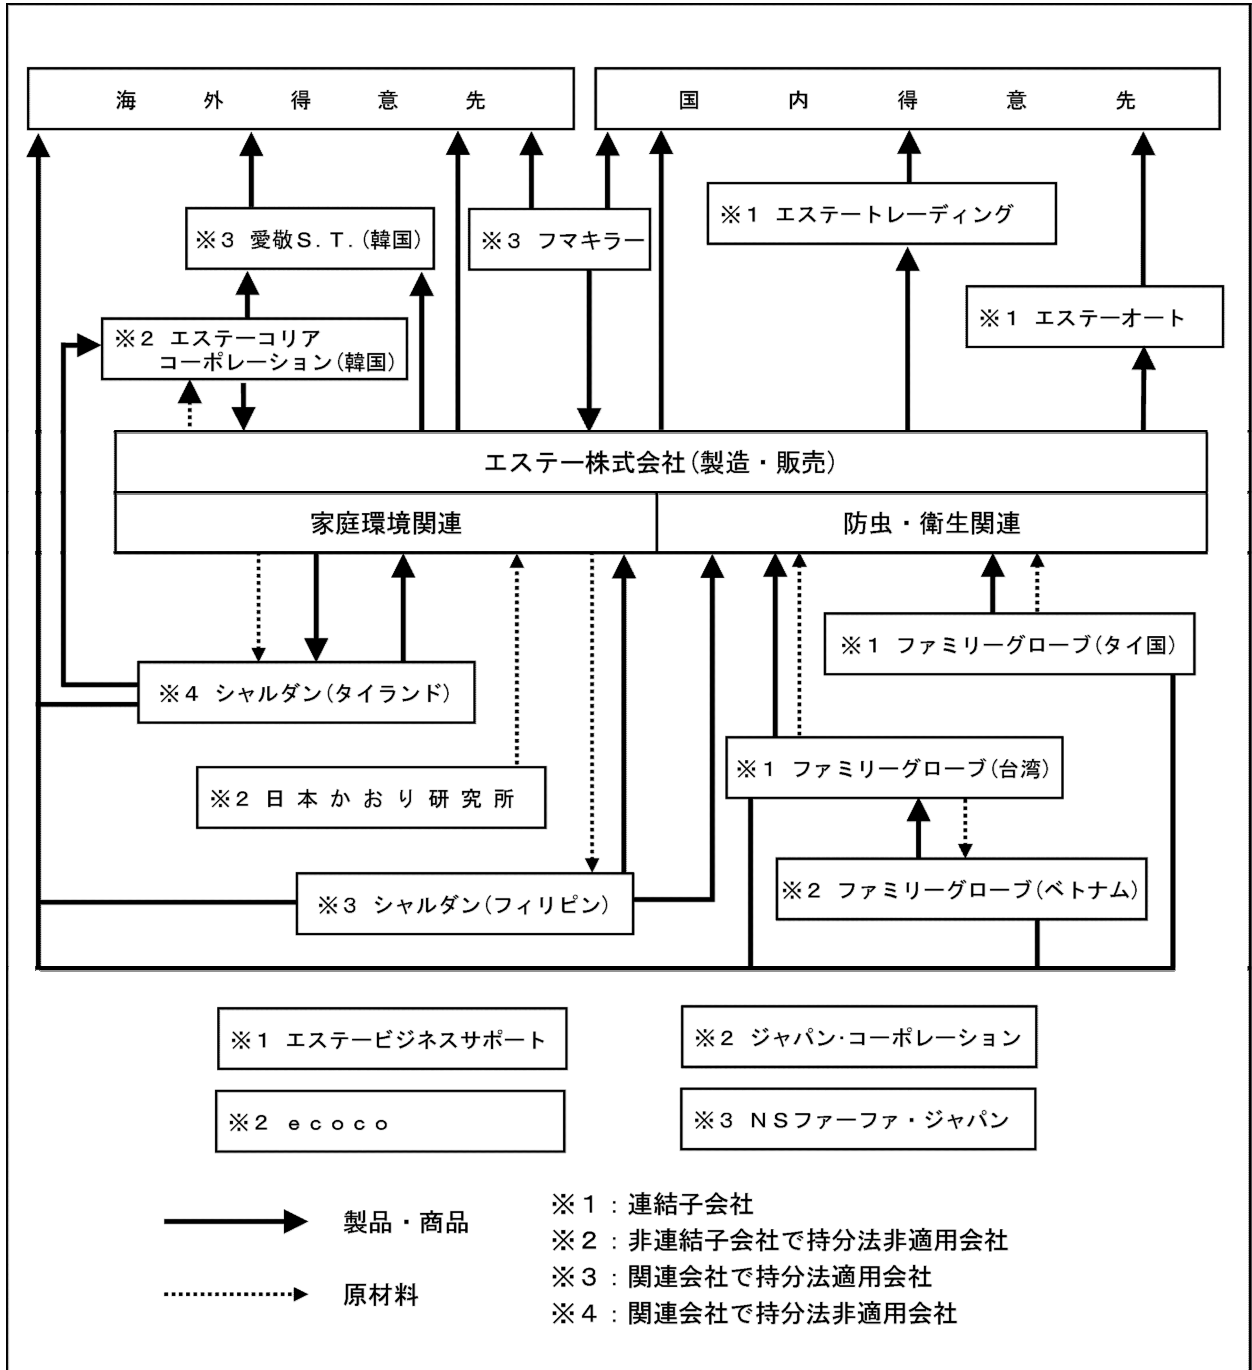 海外得意先
国内得意先
※1 エステートレーディング
※3 愛敬S.T.(韓国)
※3 フマキラー
※1 エステーオート
※2 エステーコリア
コーポレーション(韓国)
エステー株式会社(製造・販売)
家庭環境関連
防虫・衛生関連
※1 ファミリーグローブ(タイ国)
※4 シャルダン(タイランド)
※1 ファミリーグローブ(台湾)
※2 日本かおり研究所
※2 ファミリーグローブ(ベトナム)
※3 シャルダン(フィリピン)
※1 エステービジネスサポート
※2 ジャパン・コーポレーション
※2 ecoco
※3 NSファーファ・ジャパン
製品・商品
原材料
※1：連結子会社
※2：非連結子会社で持分法非適用会社
※3：関連会社で持分法適用会社
※4：関連会社で持分法非適用会社